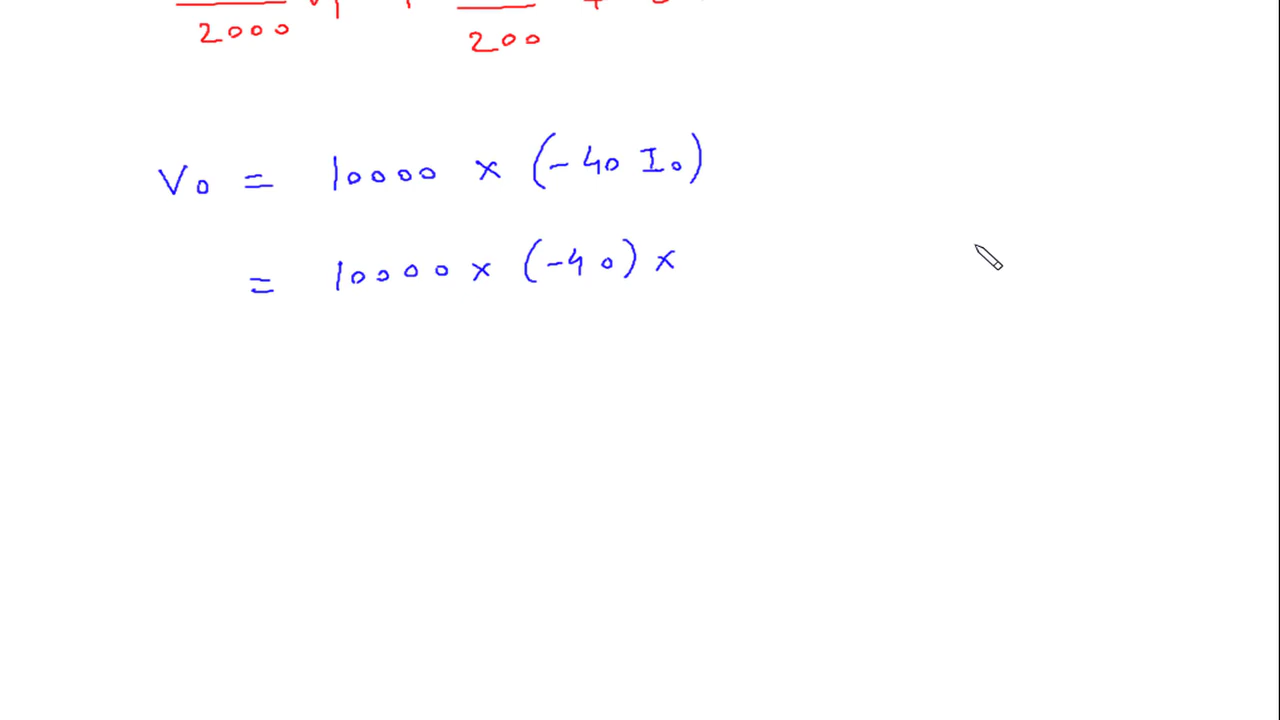 2000 200
V0 = 10000 × (-40 I0)
= 10000 × (-40) ×